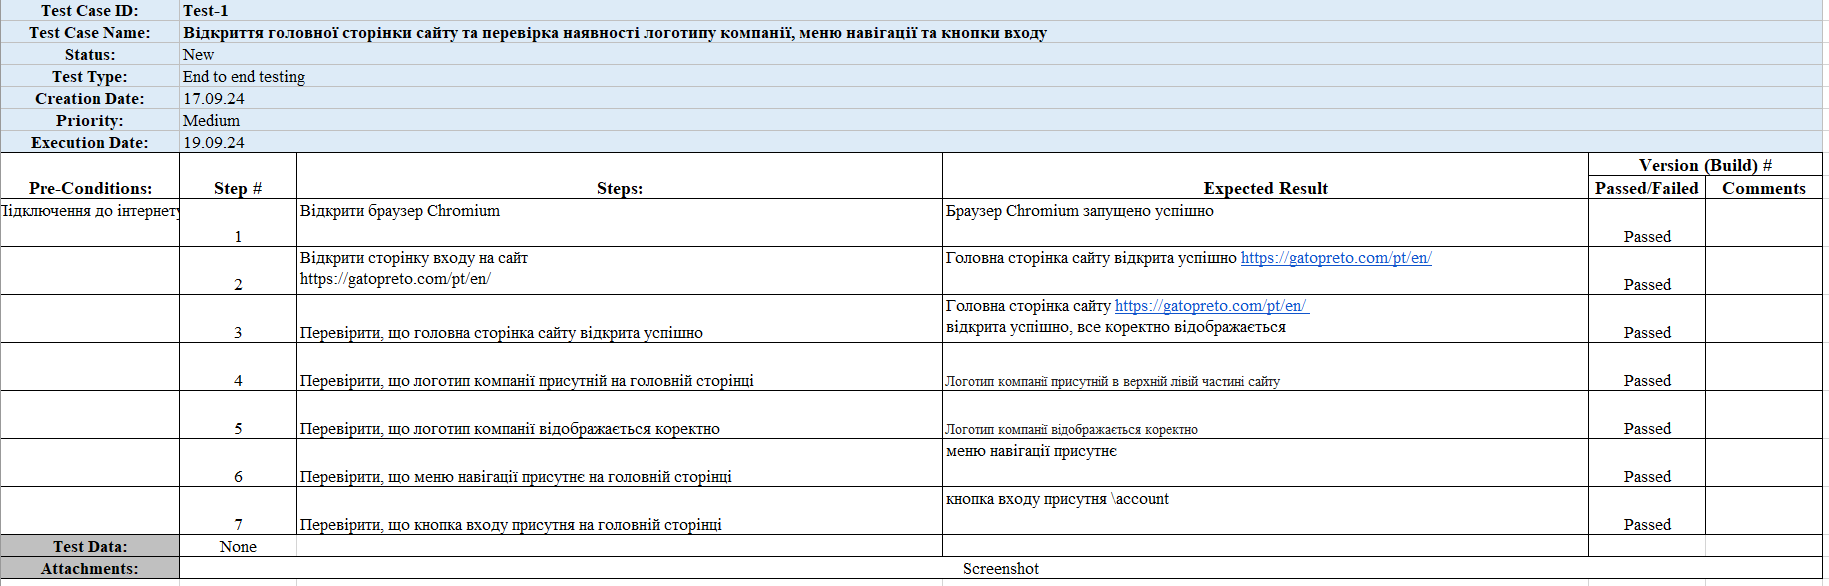 Test Case ID: Test-1
Test Case Name: Відкриття головної сторінки сайту та перевірка наявності логотипу компанії, меню навігації та кнопки входу
Status: New
Test Type: End to end testing
Creation Date: 17.09.24
Priority: Medium
Execution Date: 19.09.24
Version (Build) #
Pre-Conditions: Step # Steps: Expected Result Passed/Failed Comments
Підключення до інтернету Відкрити браузер Chromium Браузер Chromium запущено успішно
1 Passed
Відкрити сторінку входу на сайт Головна сторінка сайту відкрита успішно https://gatopreto.com/pt/en/
https://gatopreto.com/pt/en/
2 Passed
Головна сторінка сайту https://gatopreto.com/pt/en/
відкрита успішно, все коректно відображається
3 Перевірити, що головна сторінка сайту відкрита успішно Passed
4 Перевірити, що логотип компанії присутній на головній сторінці Логотип компанії присутній в верхній лівій частині сайту Passed
5 Перевірити, що логотип компанії відображається коректно Логотип компанії відображається коректно Passed
меню навігації присутнє
6 Перевірити, що меню навігації присутнє на головній сторінці Passed
кнопка входу присутня \account
7 Перевірити, що кнопка входу присутня на головній сторінці Passed
Test Data: None
Attachments: Screenshot